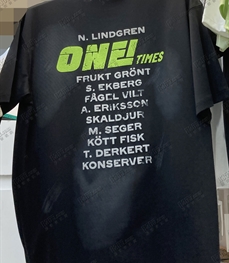 N. LINDGREN
ONE! TIMES
FRUKT GRÖNT
S. EKBERG
FÅGEL VILT
A. ERIKSSON
SKALDJUR
M. SEGER
KÖTT FISK
T. DERKERT
KONSERVER